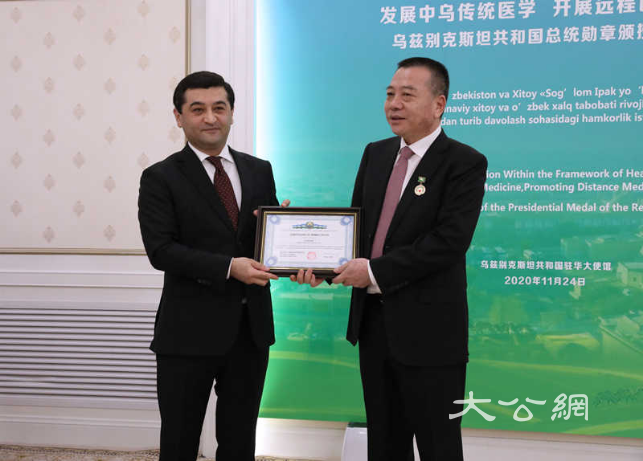 发展中乌传统医学 开展远程
乌兹别克斯坦共和国总统勋章颁
zbekiston va Xitoy «Sog'lom Ipak yo'
naviy xitoy va o'zbek xalq tabobati rivoj
dan turib davolash sohasidagi hamkorlik is
ion Within the Framework of Hea
Medicine,Promoting Distance Med
of the Presidential Medal of the Re
乌兹别克斯坦共和国驻华大使馆
2020年11月24日
大公網